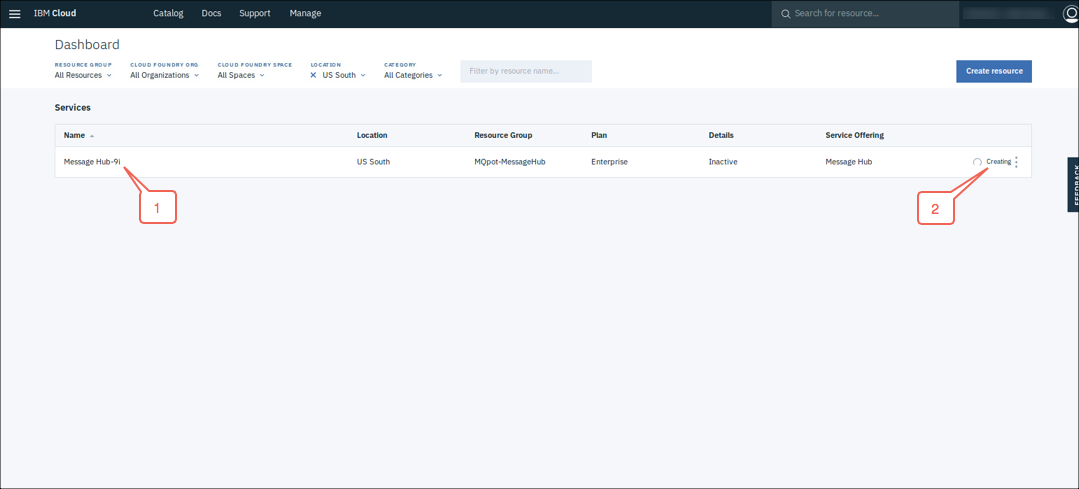 IBM Cloud Catalog Docs Support Manage Search for resource...
Dashboard
RESOURCE GROUP CLOUD FOUNDRY ORG CLOUD FOUNDRY SPACE LOCATION CATEGORY
All Resources All Organizations All Spaces × US South All Categories Filter by resource name... Create resource
Services
Name Location Resource Group Plan Details Service Offering
Message Hub-9i US South MQpot-MessageHub Enterprise Inactive Message Hub Creating
FEEDBACK
1 2